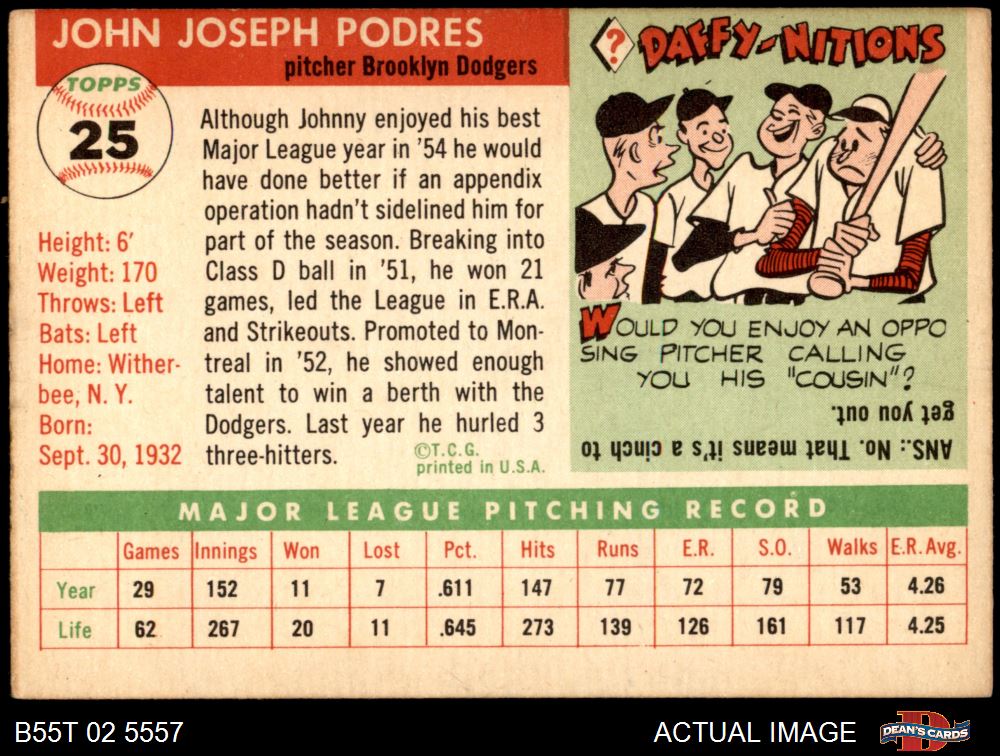 JOHN JOSEPH PODRES
pitcher Brooklyn Dodgers
TOPPS
25
Height: 6'
Weight: 170
Throws: Left
Bats: Left
Home: Wither-
bee, N. Y.
Born:
Sept. 30, 1932
Although Johnny enjoyed his best
Major League year in '54 he would
have done better if an appendix
operation hadn't sidelined him for
part of the season. Breaking into
Class D ball in '51, he won 21
games, led the League in E.R.A.
and Strikeouts. Promoted to Mon-
treal in '52, he showed enough
talent to win a berth with the
Dodgers. Last year he hurled 3
three-hitters.
©T.C.G.
printed in U.S.A.
? DAFFY-NITIONS
WOULD YOU ENJOY AN OPPO
SING PITCHER CALLING
YOU HIS "COUSIN"?
ANS.: No. That means it's a cinch to
get you out.
MAJOR LEAGUE PITCHING RECORD
Games Innings Won Lost Pct. Hits Runs E.R. S.O. Walks E.R.Avg.
Year 29 152 11 7 .611 147 77 72 79 53 4.26
Life 62 267 20 11 .645 273 139 126 161 117 4.25
B55T 02 5557
ACTUAL IMAGE
D
DEAN'S CARDS